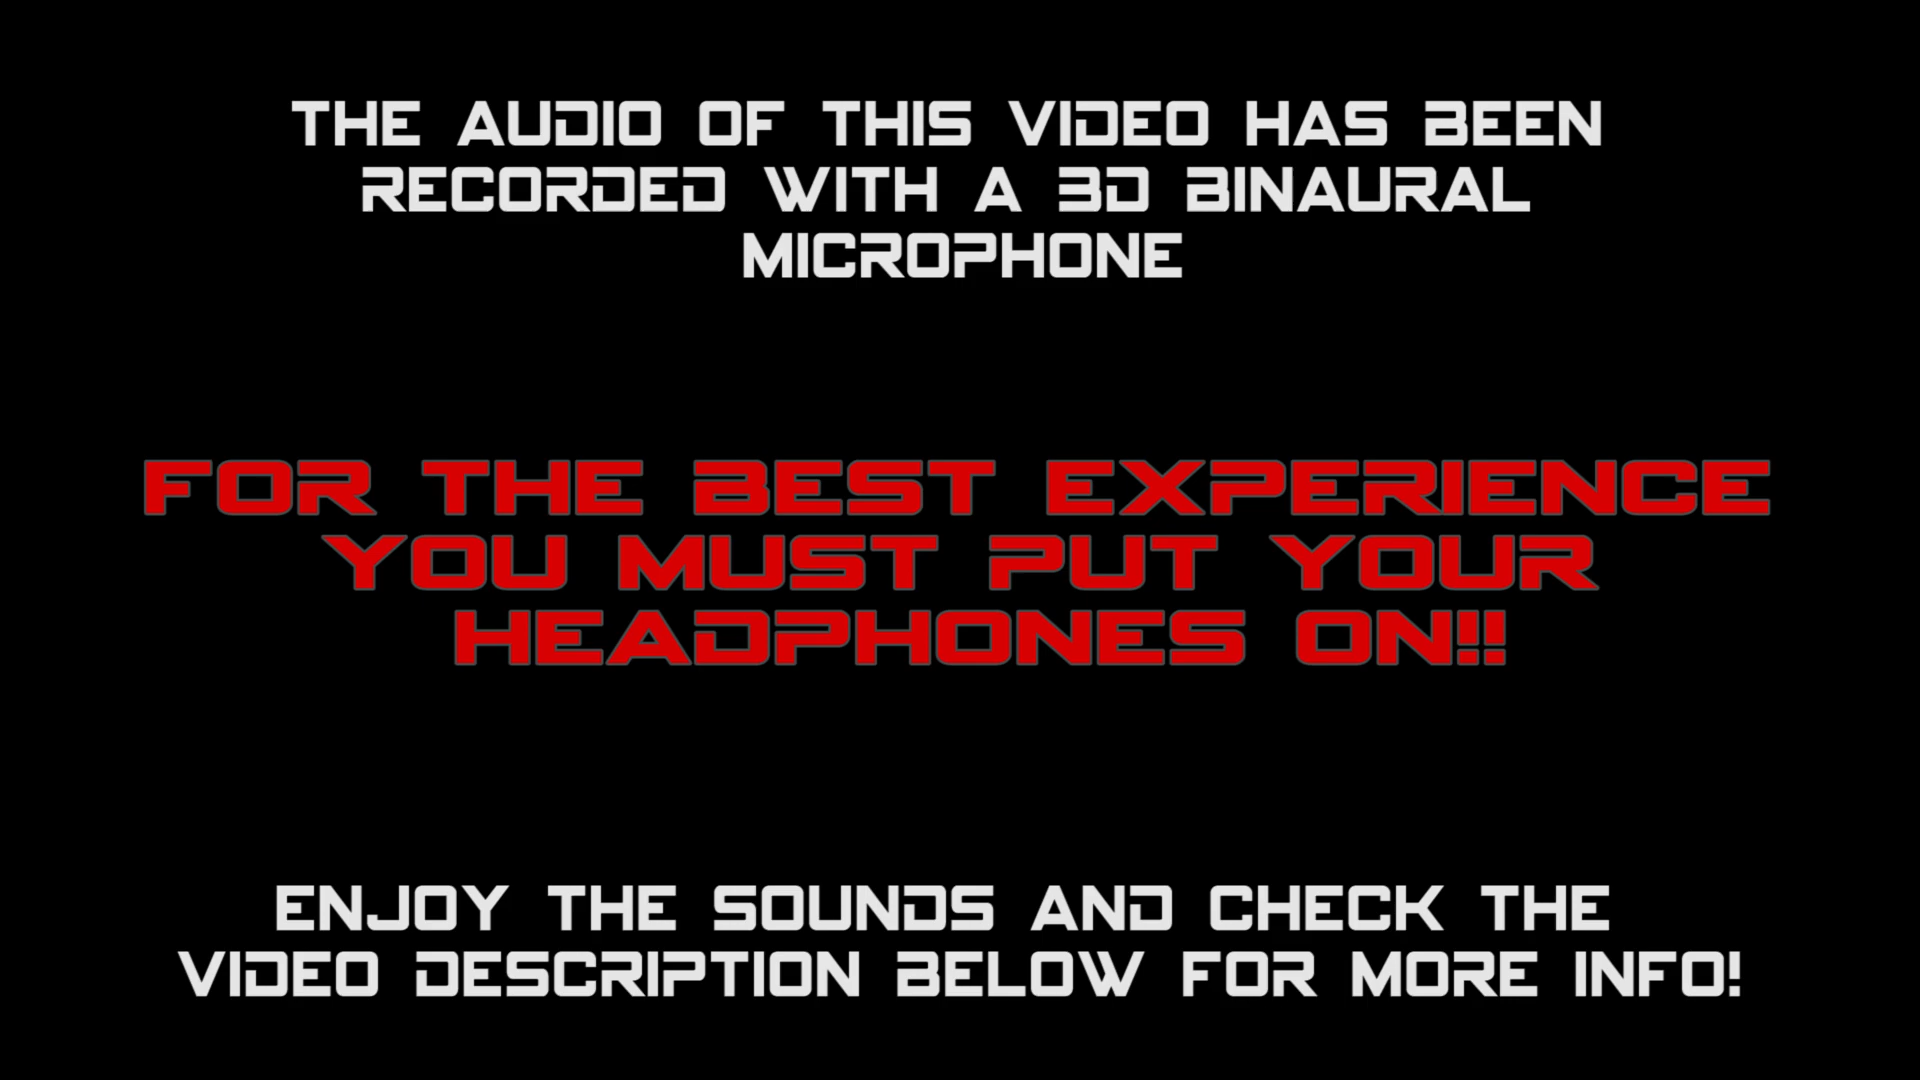 THE AUDIO OF THIS VIDEO HAS BEEN
RECORDED WITH A 3D BINAURAL
MICROPHONE
FOR THE BEST EXPERIENCE
YOU MUST PUT YOUR
HEADPHONES ON!!
ENJOY THE SOUNDS AND CHECK THE
VIDEO DESCRIPTION BELOW FOR MORE INFO!